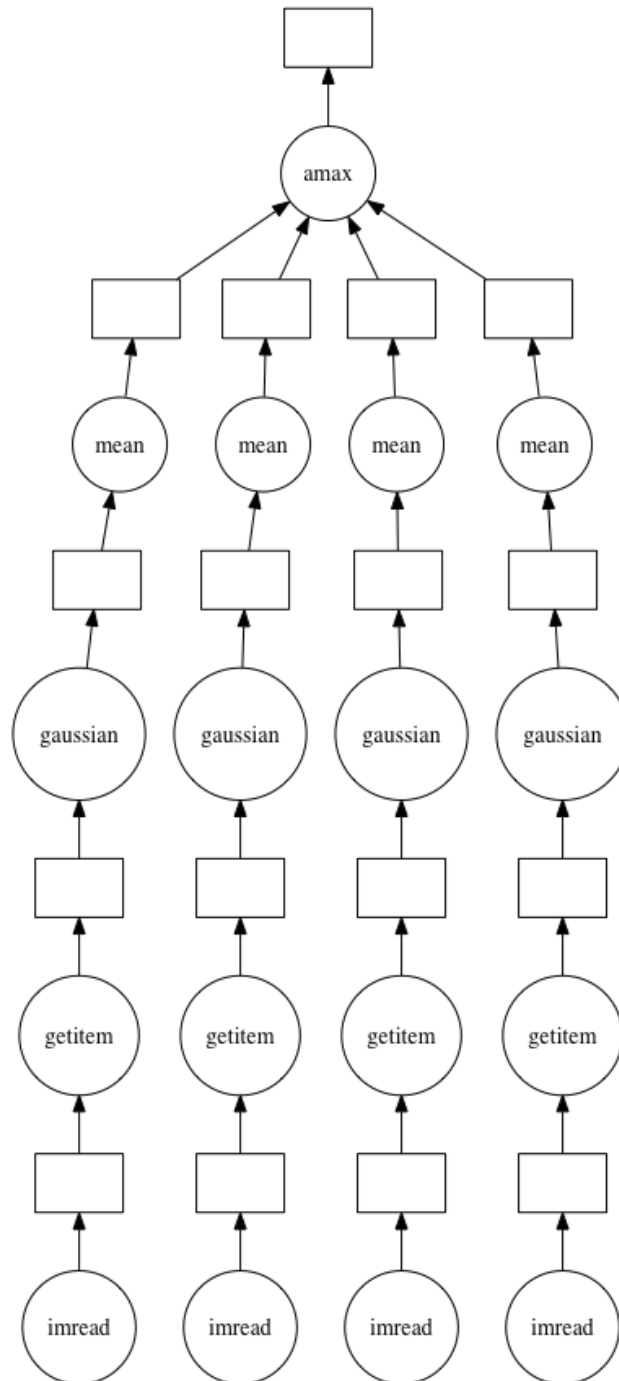 amax
mean mean mean mean
gaussian gaussian gaussian gaussian
getitem getitem getitem getitem
imread imread imread imread